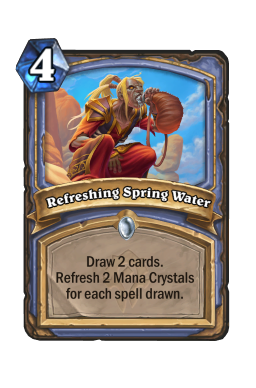 4
Refreshing Spring Water
Draw 2 cards.
Refresh 2 Mana Crystals
for each spell drawn.